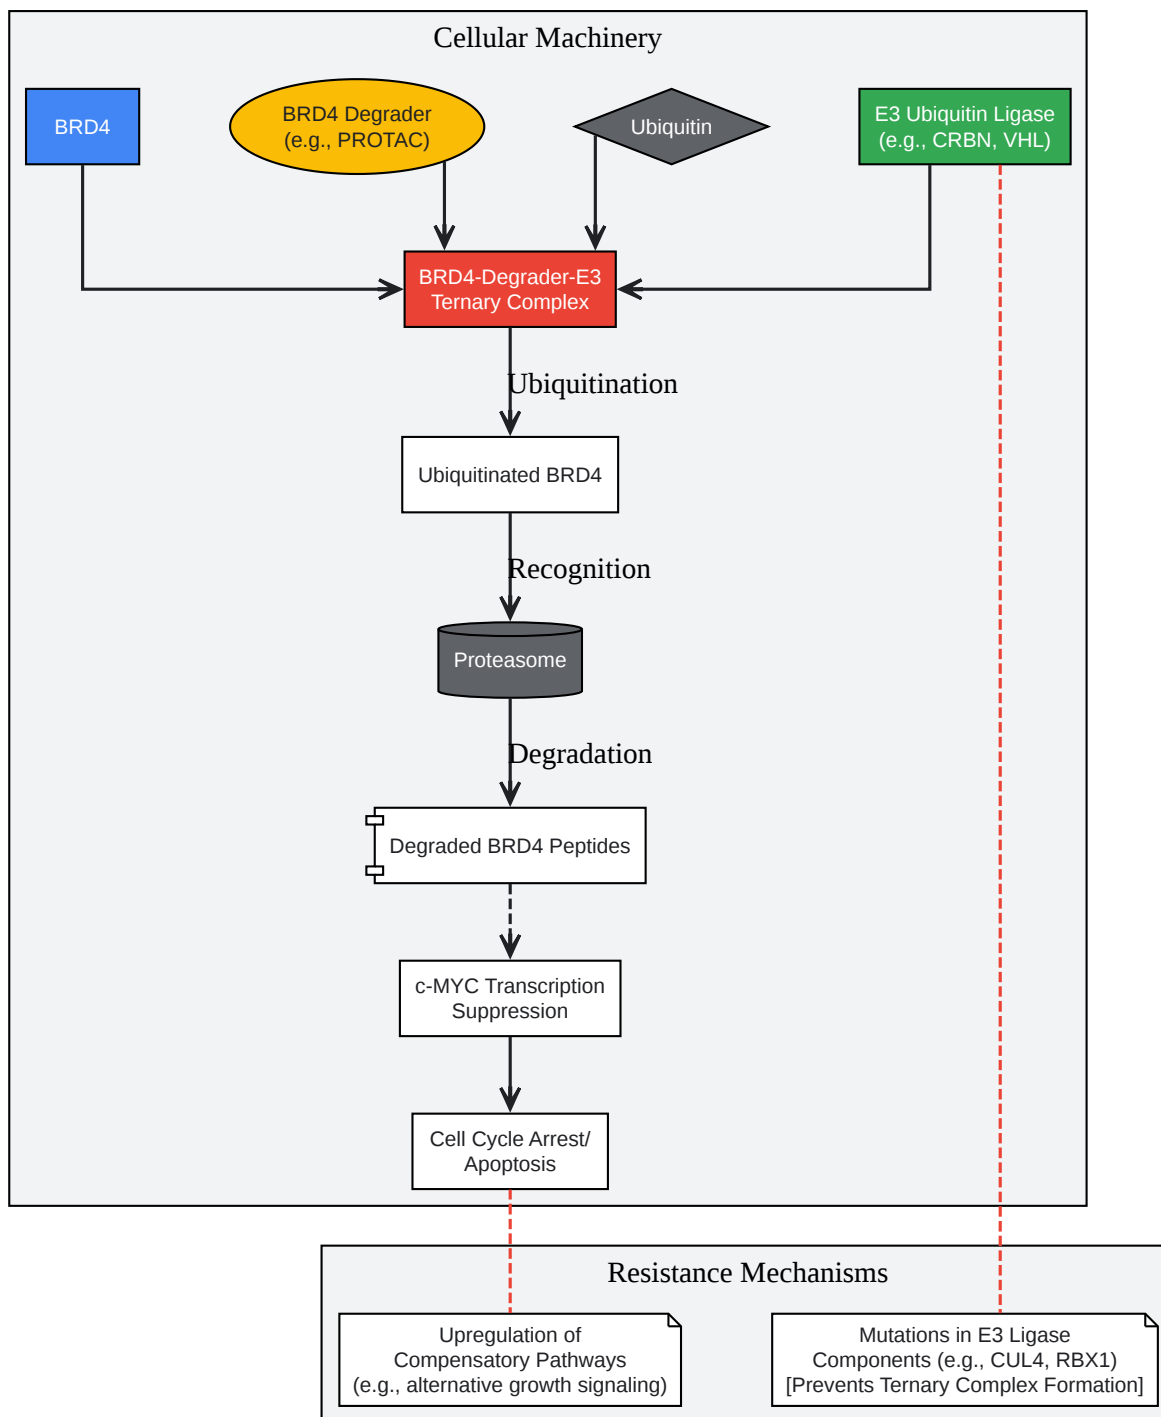 Cellular Machinery
BRD4
BRD4 Degrader
(e.g., PROTAC)
Ubiquitin
E3 Ubiquitin Ligase
(e.g., CRBN, VHL)
BRD4-Degrader-E3
Ternary Complex
Ubiquitination
Ubiquitinated BRD4
Recognition
Proteasome
Degradation
Degraded BRD4 Peptides
c-MYC Transcription
Suppression
Cell Cycle Arrest/
Apoptosis
Resistance Mechanisms
Upregulation of
Compensatory Pathways
(e.g., alternative growth signaling)
Mutations in E3 Ligase
Components (e.g., CUL4, RBX1)
[Prevents Ternary Complex Formation]